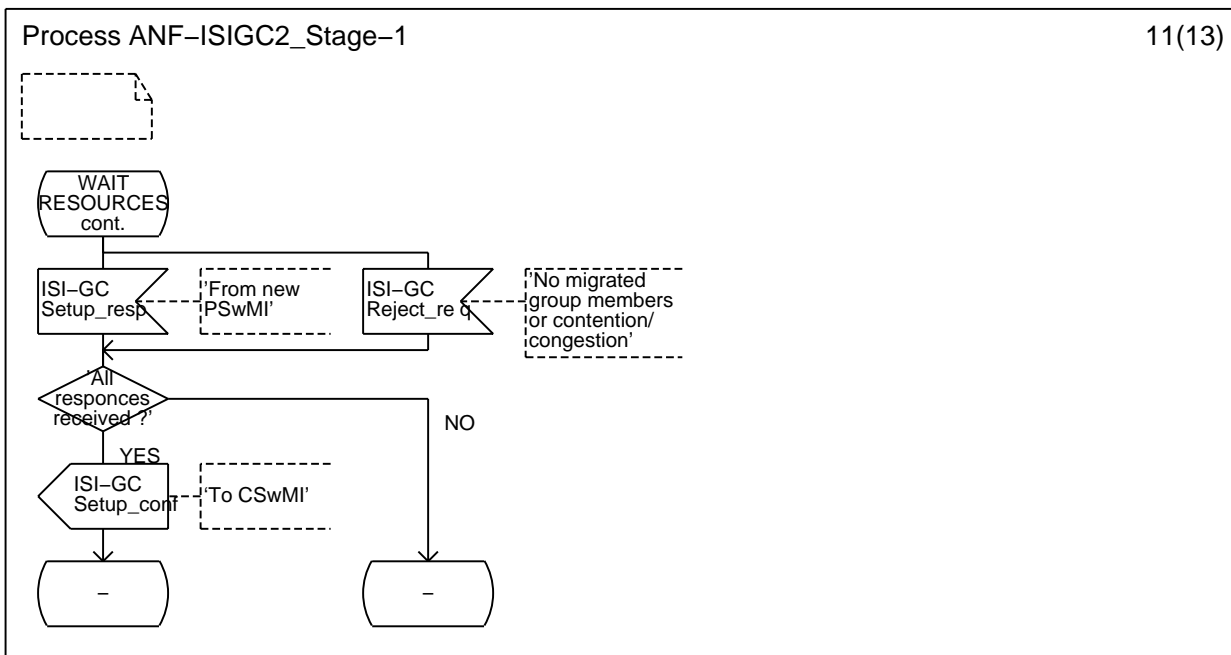 Process ANF−ISIGC2_Stage−1
11(13)
WAIT
RESOURCES
cont.
ISI−GC
Setup_resp
'From new
PSwMI'
ISI−GC
Reject_re q
'No migrated
group members
or contention/
congestion'
'All
responces
received ?'
NO
YES
ISI−GC
Setup_conf
'To CSwMI'
−
−